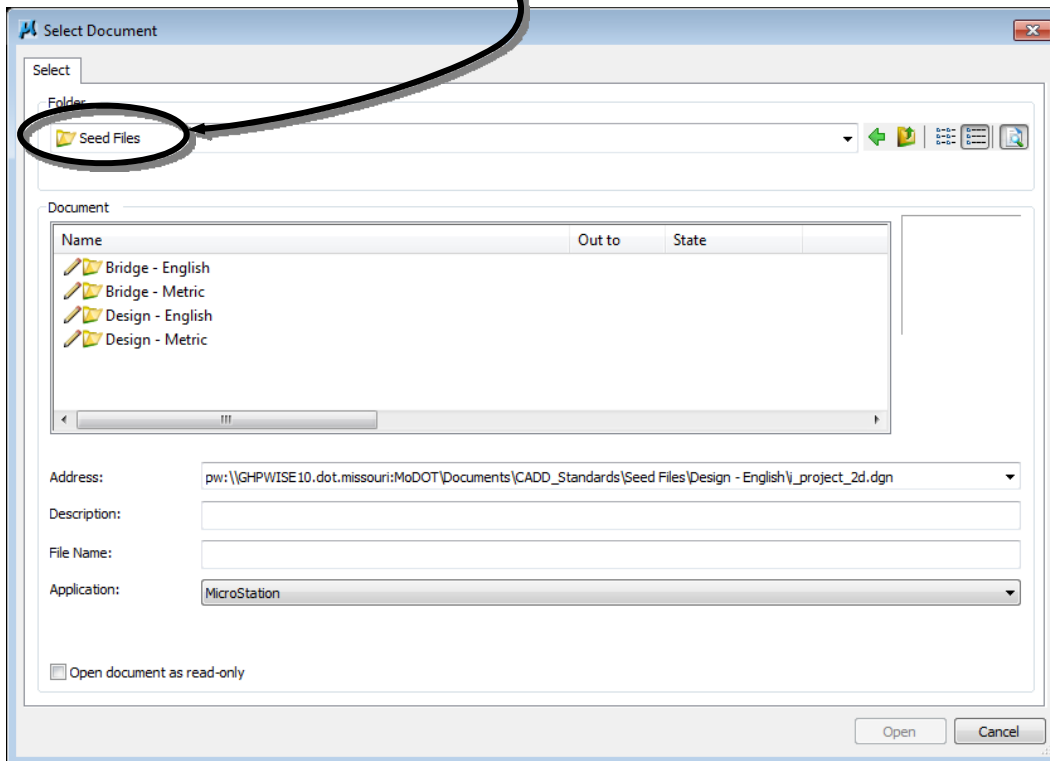 Select Document
Select
Folder
Seed Files
Document
Name Out to State
Bridge - English
Bridge - Metric
Design - English
Design - Metric
Address: pw:\\GHPWISE10.dot.missouri:MoDOT\Documents\CADD_Standards\Seed Files\Design - English\i_project_2d.dgn
Description:
File Name:
Application: MicroStation
Open document as read-only
Open Cancel